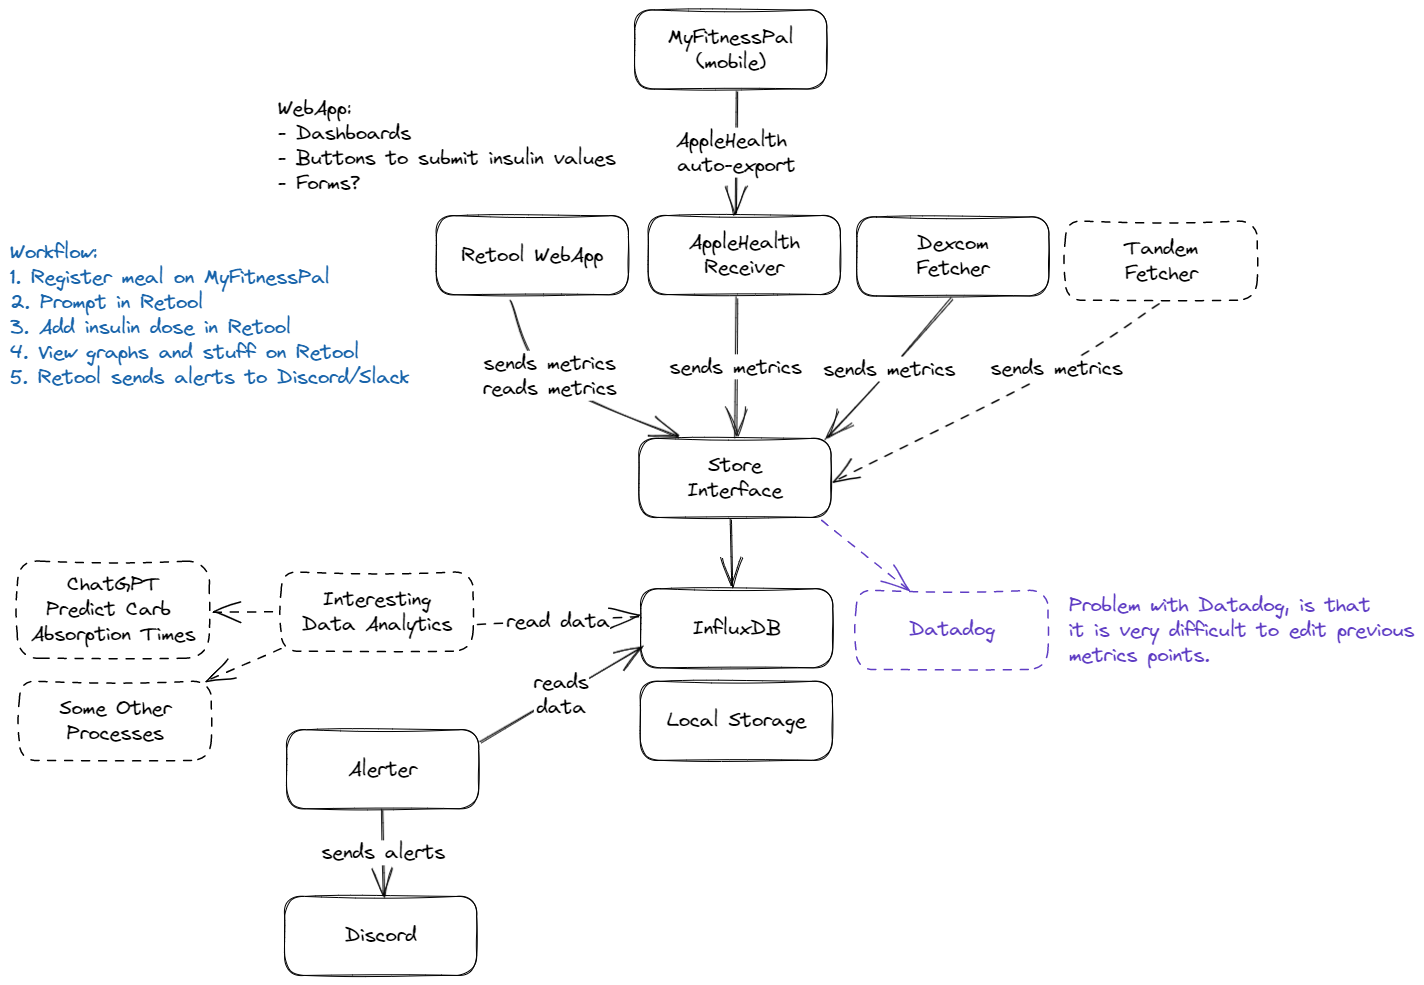 MyFitnessPal
(mobile)
WebApp:
- Dashboards
- Buttons to submit insulin values
- Forms?
AppleHealth
auto-export
Workflow:
1. Register meal on MyFitnessPal
2. Prompt in Retool
3. Add insulin dose in Retool
4. View graphs and stuff on Retool
5. Retool sends alerts to Discord/Slack
Retool WebApp
AppleHealth
Receiver
Dexcom
Fetcher
Tandem
Fetcher
sends metrics
reads metrics
sends metrics
sends metrics
sends metrics
Store
Interface
ChatGPT
Predict Carb
Absorption Times
Interesting
Data Analytics
read data
InfluxDB
Datadog
Problem with Datadog, is that
it is very difficult to edit previous
metrics points.
Some Other
Processes
reads
data
Local Storage
Alerter
sends alerts
Discord